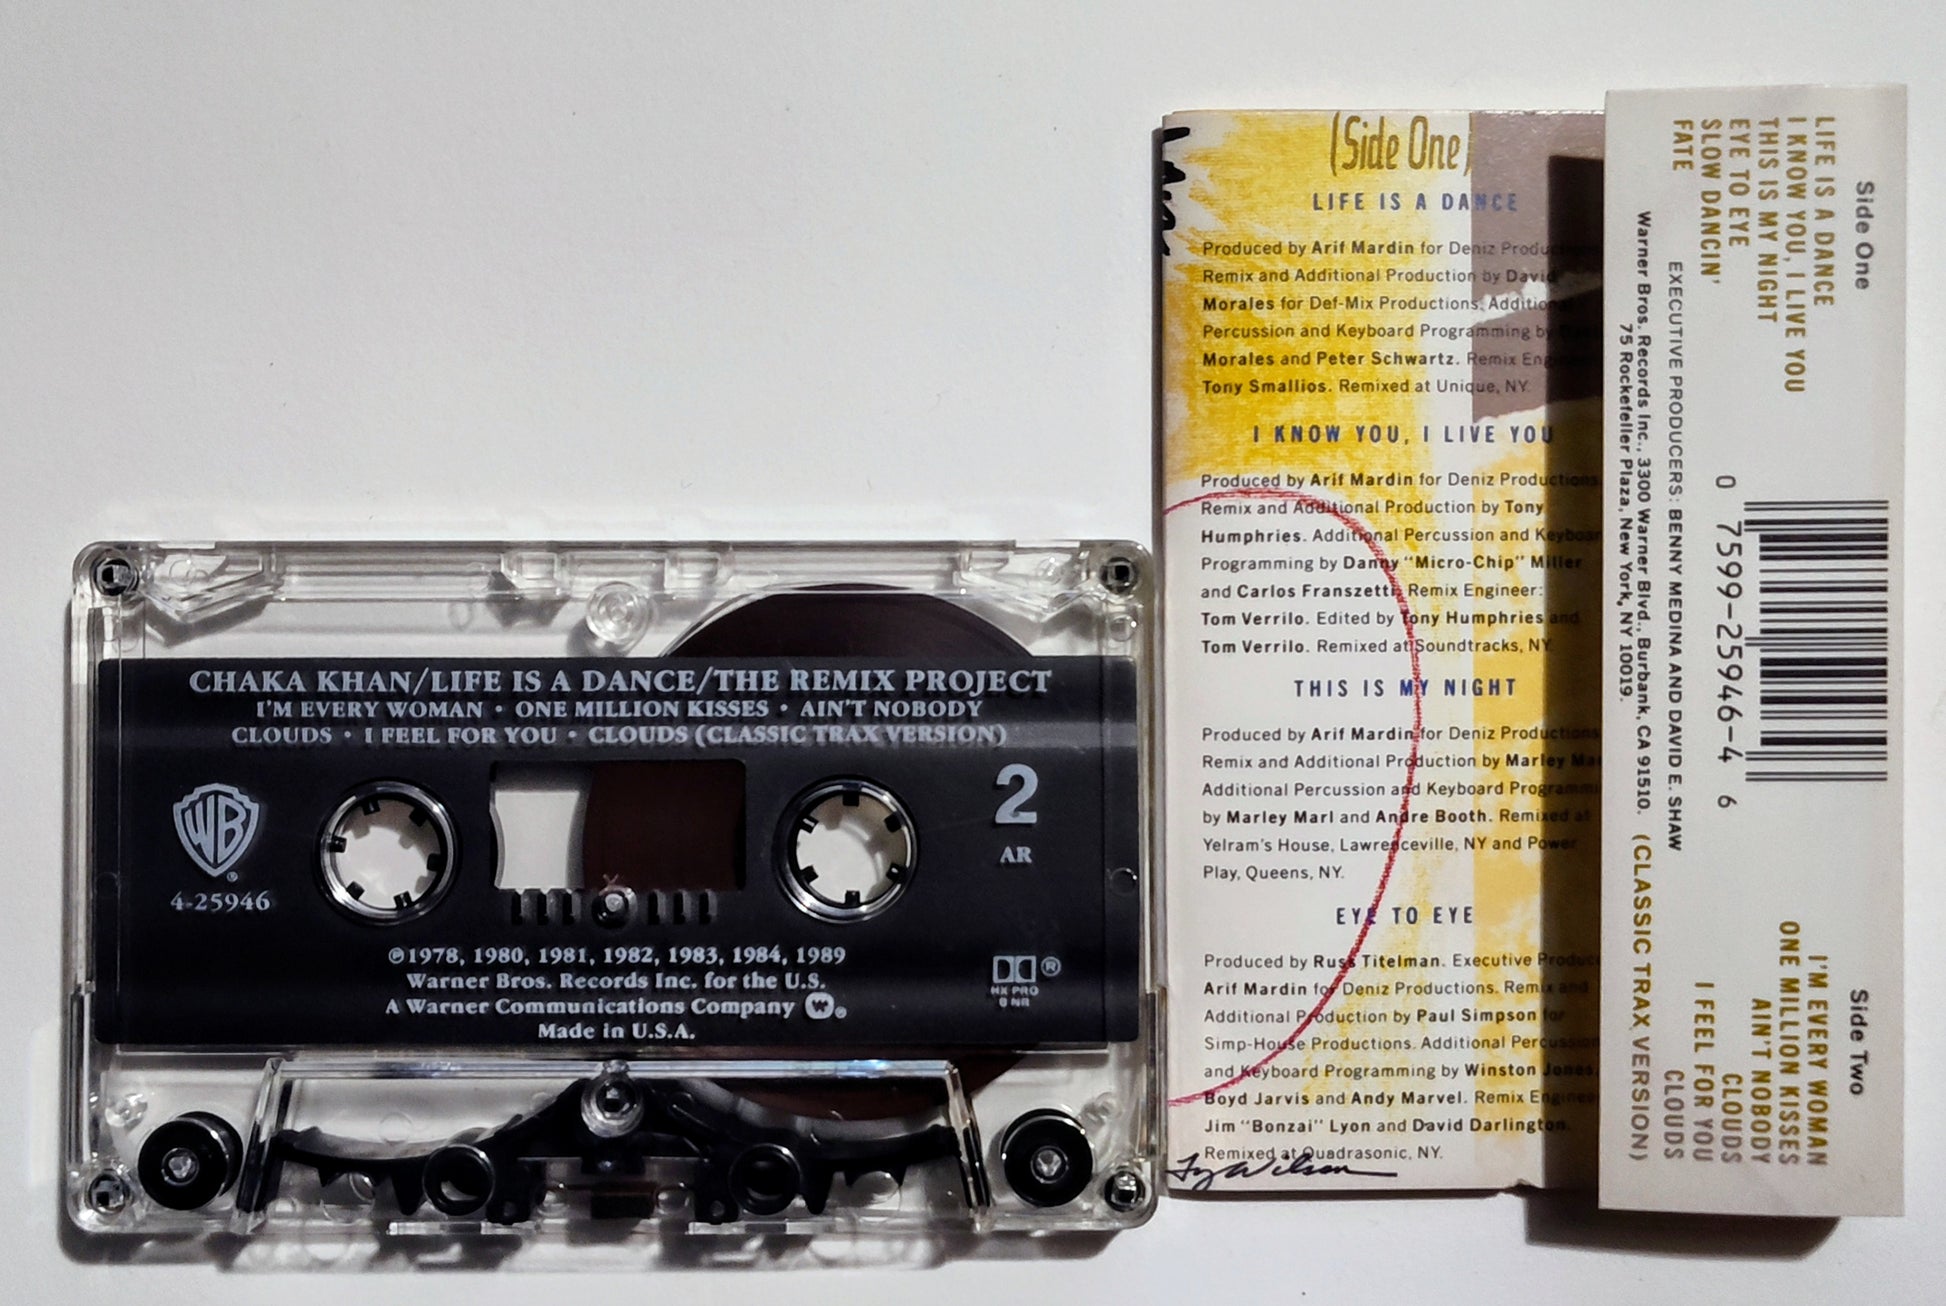 CHAKA KHAN/LIFE IS A DANCE/THE REMIX PROJECT
I'M EVERY WOMAN • ONE MILLION KISSES • AIN'T NOBODY
CLOUDS • I FEEL FOR YOU • CLOUDS (CLASSIC TRAX VERSION)
WB
®
4-25946
2
AR
℗1978, 1980, 1981, 1982, 1983, 1984, 1989
Warner Bros. Records Inc. for the U.S.
A Warner Communications Company
Made in U.S.A.
®
HX PRO
B NR
(Side One)
LIFE IS A DANCE
Produced by Arif Mardin for Deniz Productions.
Remix and Additional Production by David
Morales for Def-Mix Productions. Additional
Percussion and Keyboard Programming by
Morales and Peter Schwartz. Remix Engineer:
Tony Smallios. Remixed at Unique, NY.
I KNOW YOU, I LIVE YOU
Produced by Arif Mardin for Deniz Productions.
Remix and Additional Production by Tony
Humphries. Additional Percussion and Keyboard
Programming by Danny "Micro-Chip" Miller
and Carlos Franszetti. Remix Engineer:
Tom Verrilo. Edited by Tony Humphries and
Tom Verrilo. Remixed at Soundtracks, NY.
THIS IS MY NIGHT
Produced by Arif Mardin for Deniz Productions.
Remix and Additional Production by Marley
Additional Percussion and Keyboard Programming
by Marley Marl and Andre Booth. Remixed at
Yelram's House, Lawrenceville, NY and Power
Play, Queens, NY.
EYE TO EYE
Produced by Russ Titelman. Executive
Arif Mardin for Deniz Productions. Remix and
Additional Production by Paul Simpson for
Simp-House Productions. Additional Percussion
and Keyboard Programming by Winston Jones,
Boyd Jarvis and Andy Marvel. Remix Engineers
Jim "Bonzai" Lyon and David Darlington.
Remixed at Quadrasonic, NY.
Side One
LIFE IS A DANCE
I KNOW YOU, I LIVE YOU
THIS IS MY NIGHT
EYE TO EYE
SLOW DANCIN'
FATE
0 7599-25946-4 6
Side Two
I'M EVERY WOMAN
ONE MILLION KISSES
AIN'T NOBODY
CLOUDS
I FEEL FOR YOU
CLOUDS
(CLASSIC TRAX VERSION)
EXECUTIVE PRODUCERS: BENNY MEDINA AND DAVID E. SHAW
Warner Bros. Records Inc., 3300 Warner Blvd., Burbank, CA 91510.
75 Rockefeller Plaza, New York, NY 10019.